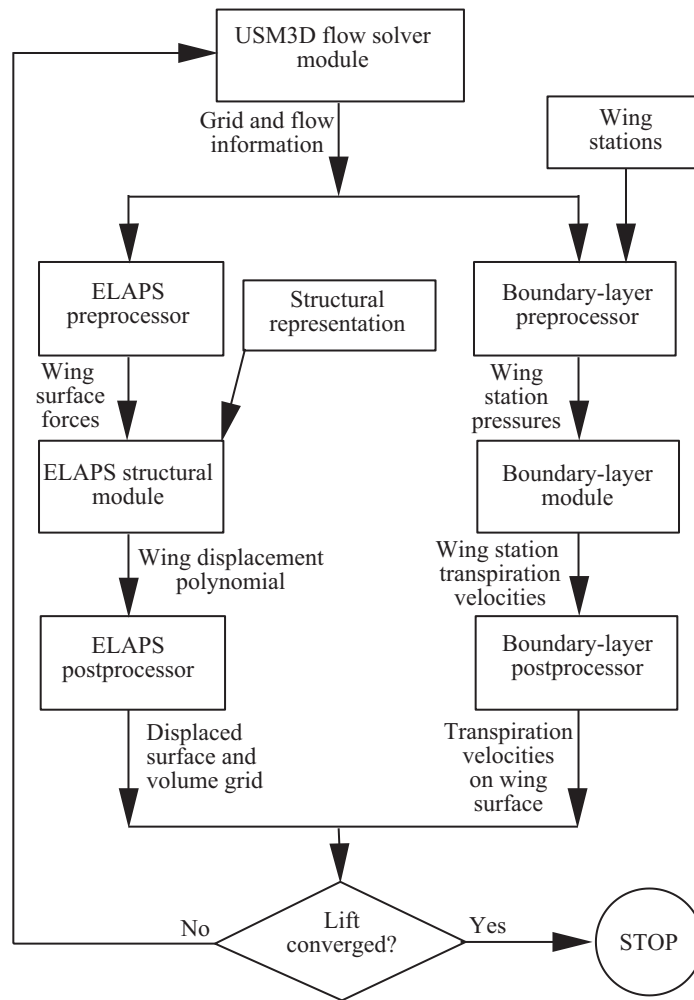 USM3D flow solver
module
Grid and flow
information
Wing
stations
ELAPS
preprocessor
Structural
representation
Boundary-layer
preprocessor
Wing
surface
forces
Wing
station
pressures
ELAPS structural
module
Boundary-layer
module
Wing displacement
polynomial
Wing station
transpiration
velocities
ELAPS
postprocessor
Boundary-layer
postprocessor
Displaced
surface and
volume grid
Transpiration
velocities
on wing
surface
No
Lift
converged?
Yes
STOP